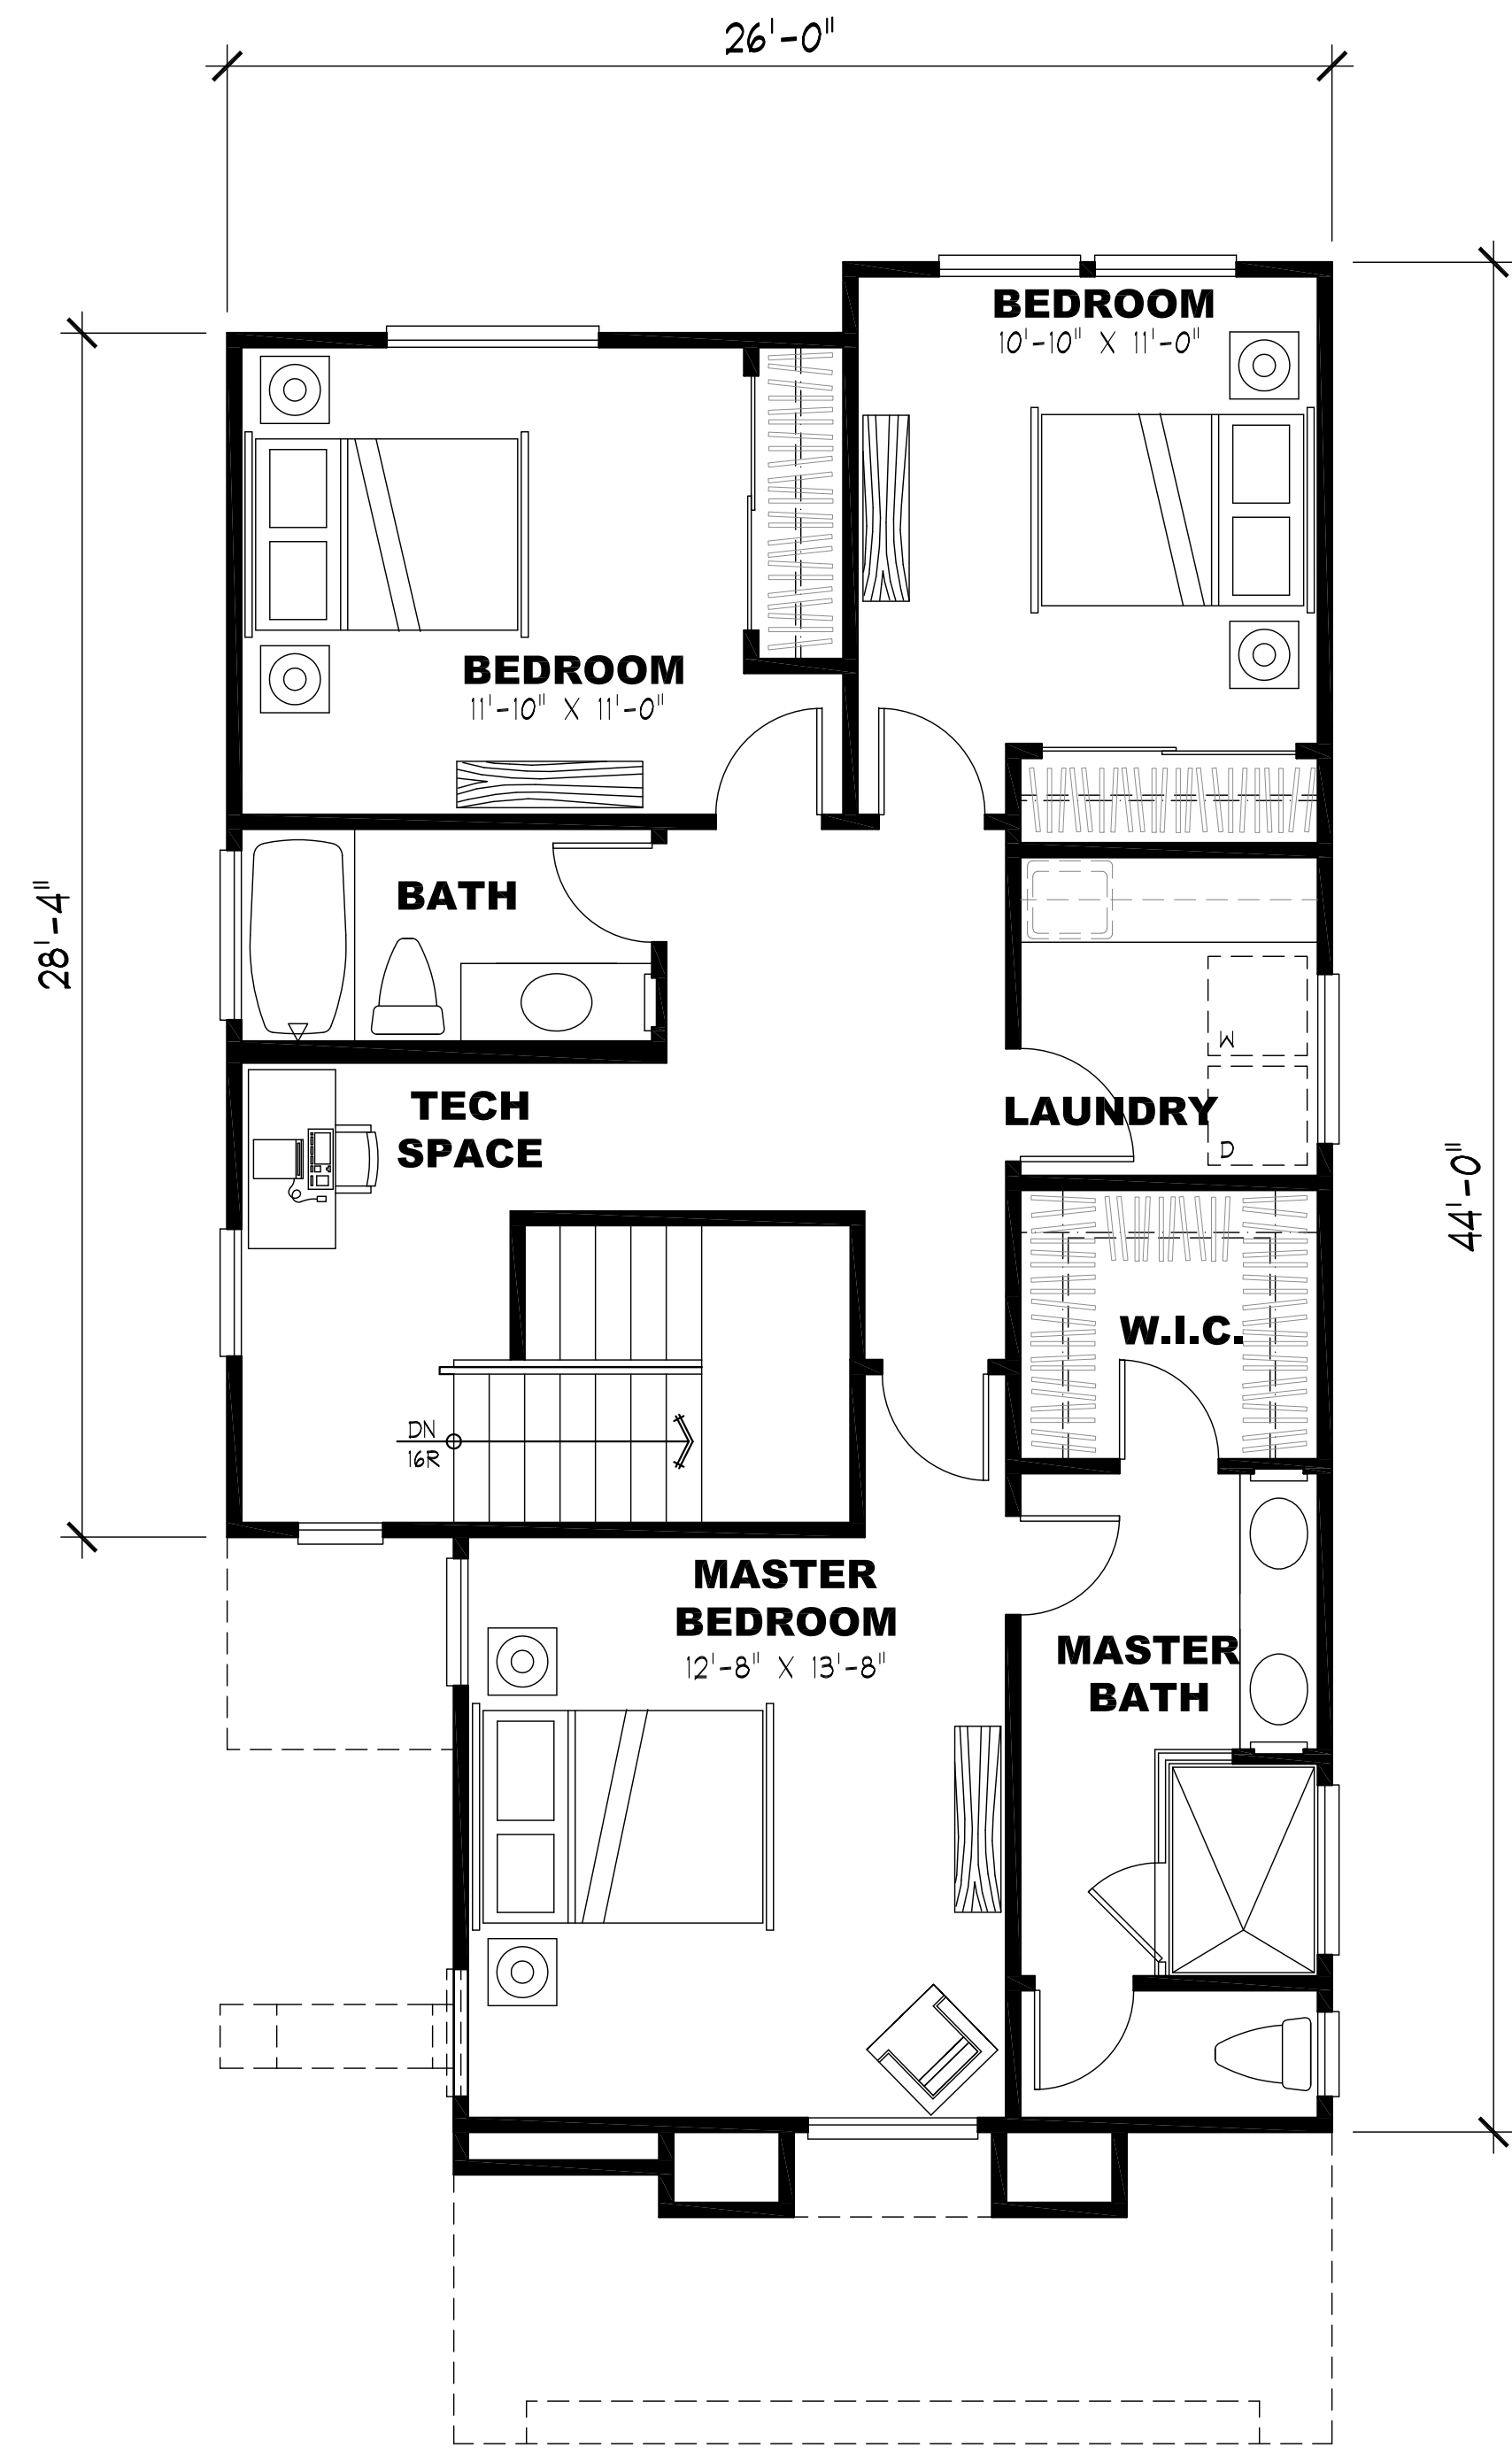 26'-0"
BEDROOM
10'-10" X 11'-0"
BEDROOM
11'-10" X 11'-0"
28'-4"
BATH
W
TECH
SPACE
LAUNDRY
D
44'-0"
W.I.C.
DN
16R
MASTER
BEDROOM
12'-8" X 13'-8"
MASTER
BATH